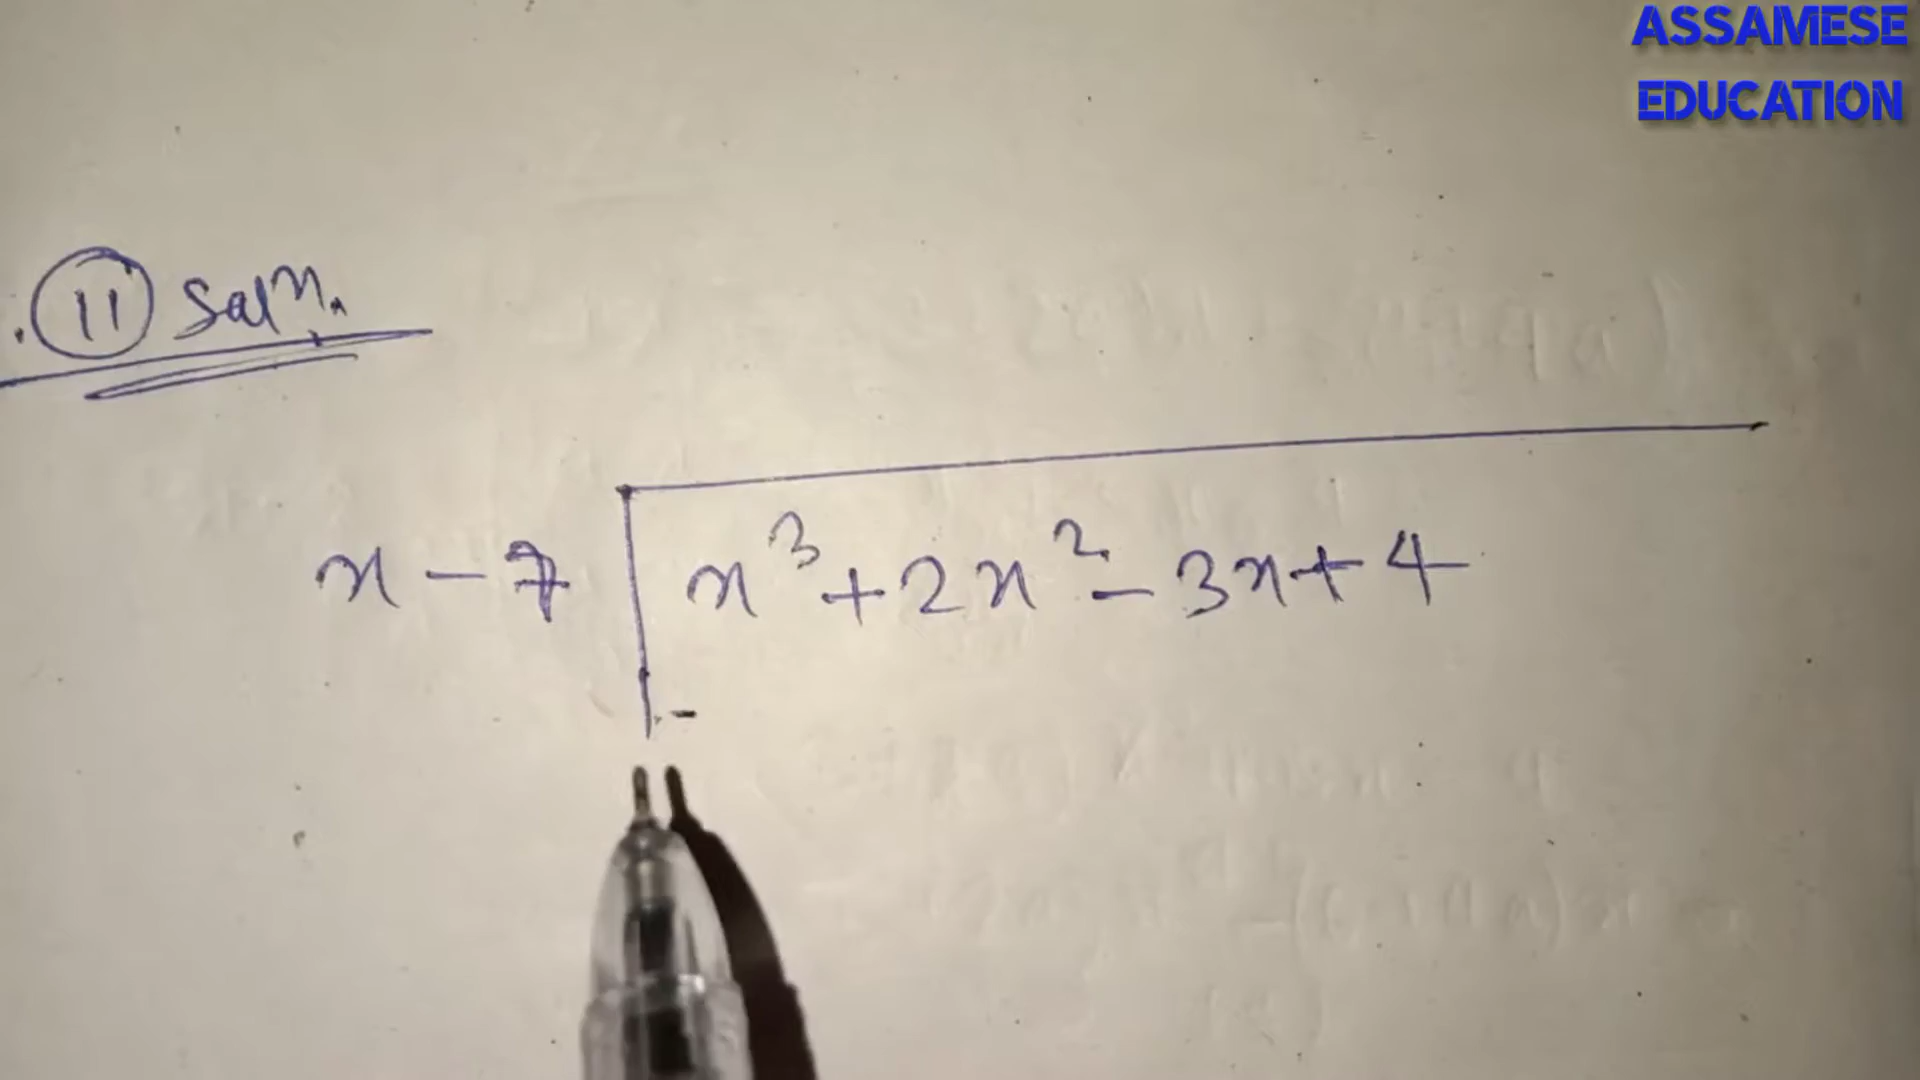 ASSAMESE
EDUCATION
. 11 Solⁿ.
x - 7 x³ + 2x² - 3x + 4
-